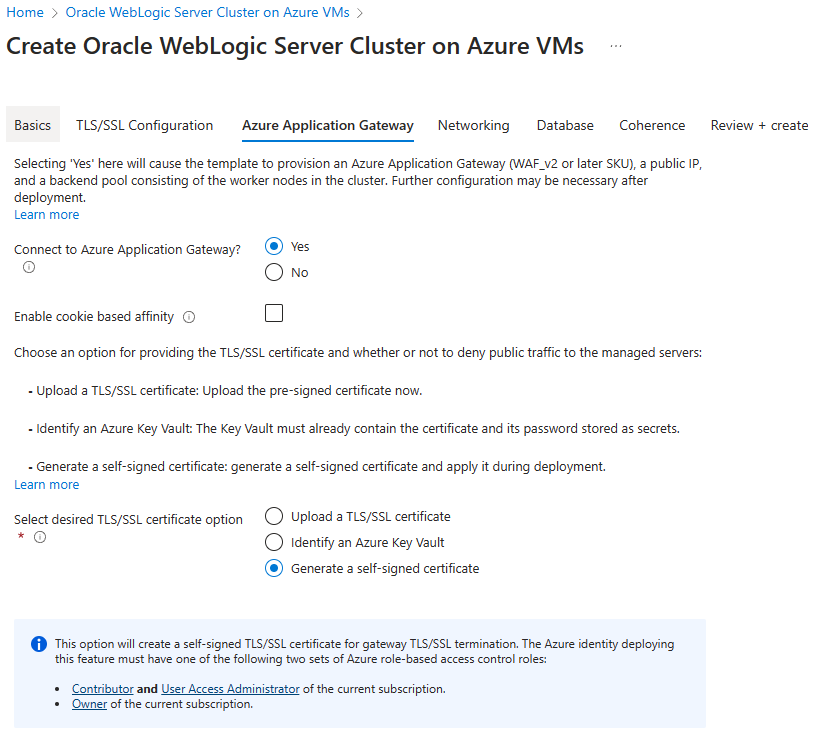 Home > Oracle WebLogic Server Cluster on Azure VMs >
Create Oracle WebLogic Server Cluster on Azure VMs ...
Basics TLS/SSL Configuration Azure Application Gateway Networking Database Coherence Review + create
Selecting 'Yes' here will cause the template to provision an Azure Application Gateway (WAF_v2 or later SKU), a public IP,
and a backend pool consisting of the worker nodes in the cluster. Further configuration may be necessary after
deployment.
Learn more
Connect to Azure Application Gateway?
Yes
No
Enable cookie based affinity
Choose an option for providing the TLS/SSL certificate and whether or not to deny public traffic to the managed servers:
- Upload a TLS/SSL certificate: Upload the pre-signed certificate now.
- Identify an Azure Key Vault: The Key Vault must already contain the certificate and its password stored as secrets.
- Generate a self-signed certificate: generate a self-signed certificate and apply it during deployment.
Learn more
Select desired TLS/SSL certificate option
*
Upload a TLS/SSL certificate
Identify an Azure Key Vault
Generate a self-signed certificate
This option will create a self-signed TLS/SSL certificate for gateway TLS/SSL termination. The Azure identity deploying
this feature must have one of the following two sets of Azure role-based access control roles:
• Contributor and User Access Administrator of the current subscription.
• Owner of the current subscription.